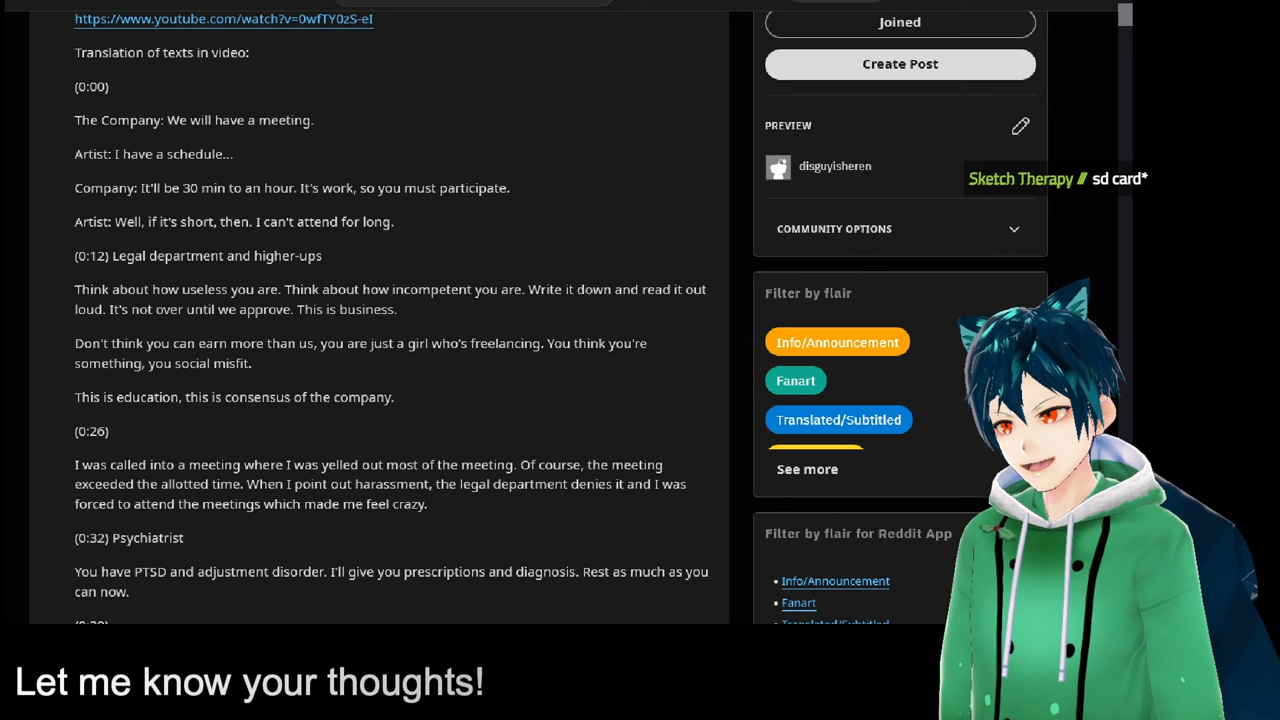 https://www.youtube.com/watch?v=0wfTY0zS-eI
Translation of texts in video:
(0:00)
The Company: We will have a meeting.
Artist: I have a schedule...
Company: It'll be 30 min to an hour. It's work, so you must participate.
Artist: Well, if it's short, then. I can't attend for long.
(0:12) Legal department and higher-ups
Think about how useless you are. Think about how incompetent you are. Write it down and read it out
loud. It's not over until we approve. This is business.
Don't think you can earn more than us, you are just a girl who's freelancing. You think you're
something, you social misfit.
This is education, this is consensus of the company.
(0:26)
I was called into a meeting where I was yelled out most of the meeting. Of course, the meeting
exceeded the allotted time. When I point out harassment, the legal department denies it and I was
forced to attend the meetings which made me feel crazy.
(0:32) Psychiatrist
You have PTSD and adjustment disorder. I'll give you prescriptions and diagnosis. Rest as much as you
can now.
Joined
Create Post
PREVIEW
disguyisheren
Sketch Therapy // sd card*
COMMUNITY OPTIONS
Filter by flair
Info/Announcement
Fanart
Translated/Subtitled
See more
Filter by flair for Reddit App
• Info/Announcement
• Fanart
Translated/Subtitled
Let me know your thoughts!